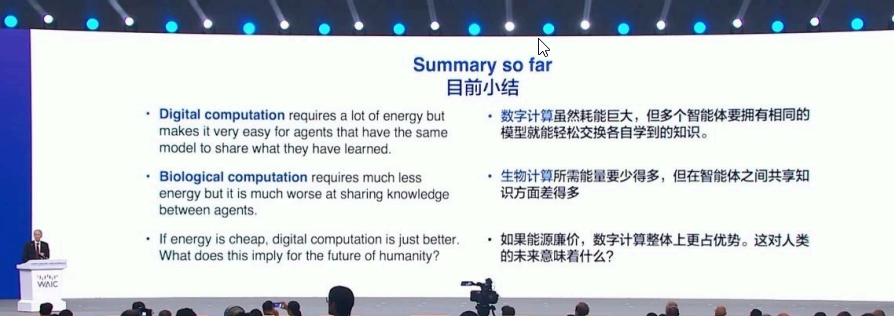 Summary so far
目前小结
• Digital computation requires a lot of energy but
makes it very easy for agents that have the same
model to share what they have learned.
• Biological computation requires much less
energy but it is much worse at sharing knowledge
between agents.
• If energy is cheap, digital computation is just better.
What does this imply for the future of humanity?
• 数字计算虽然耗能巨大，但多个智能体要拥有相同的
模型就能轻松交换各自学到的知识。
• 生物计算所需能量要少得多，但在智能体之间共享知
识方面差得多
• 如果能源廉价，数字计算整体上更占优势。这对人类
的未来意味着什么？
WAIC